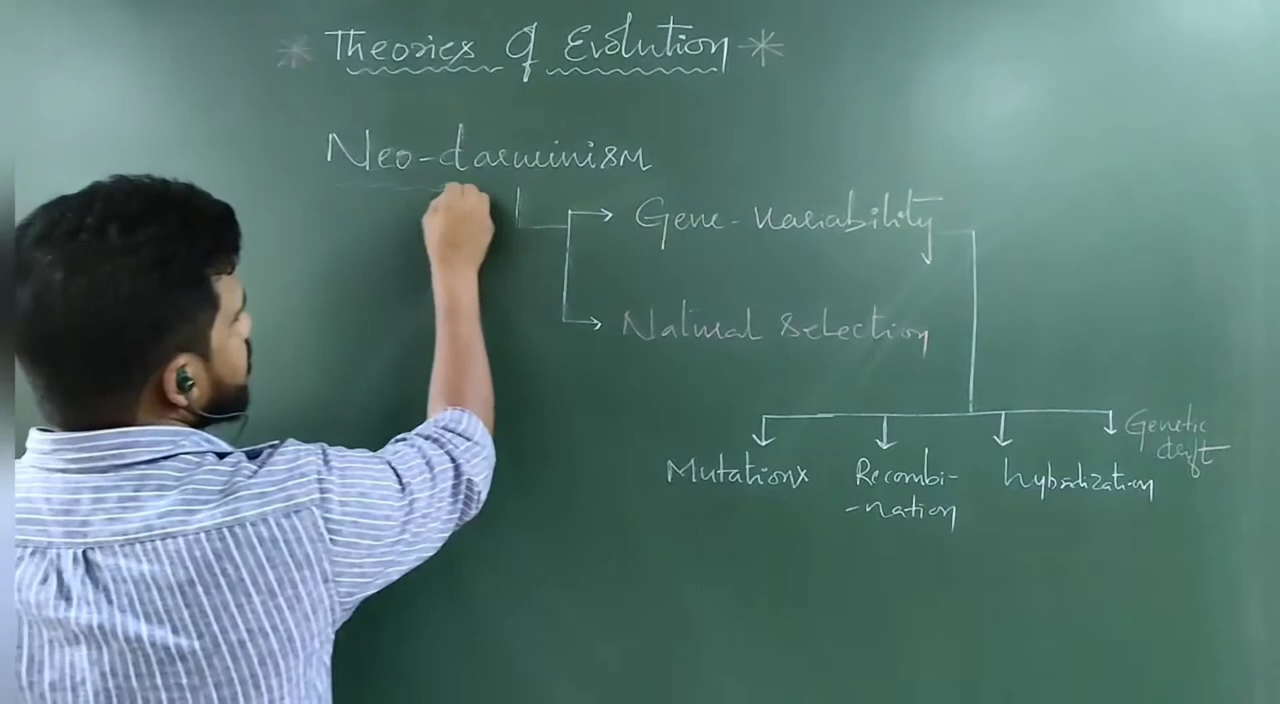 * Theories Of Evolution *
Neo-darwinism
Gene-variability
Natural Selection
Genetic
drift
Mutations
Recombi-
-nation
hybridization